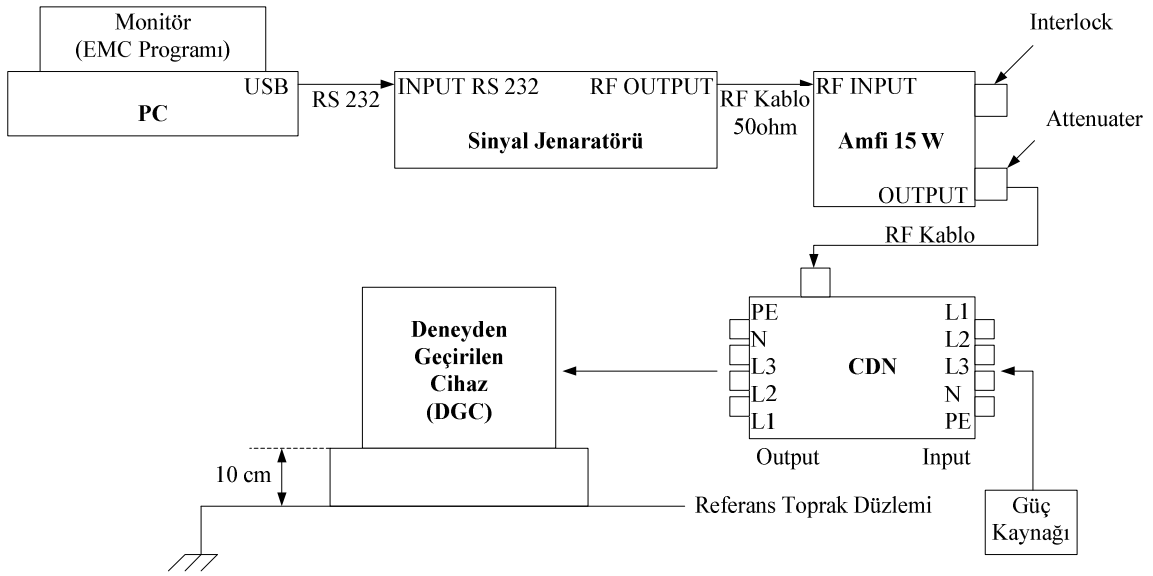 Monitör
(EMC Programı)
USB
PC
RS 232
INPUT RS 232
RF OUTPUT
Sinyal Jenaratörü
RF Kablo
50ohm
RF INPUT
Amfi 15 W
OUTPUT
Interlock
Attenuater
RF Kablo
Deneyden
Geçirilen
Cihaz
(DGC)
PE
N
L3
L2
L1
CDN
L1
L2
L3
N
PE
Output
Input
10 cm
Referans Toprak Düzlemi
Güç
Kaynağı